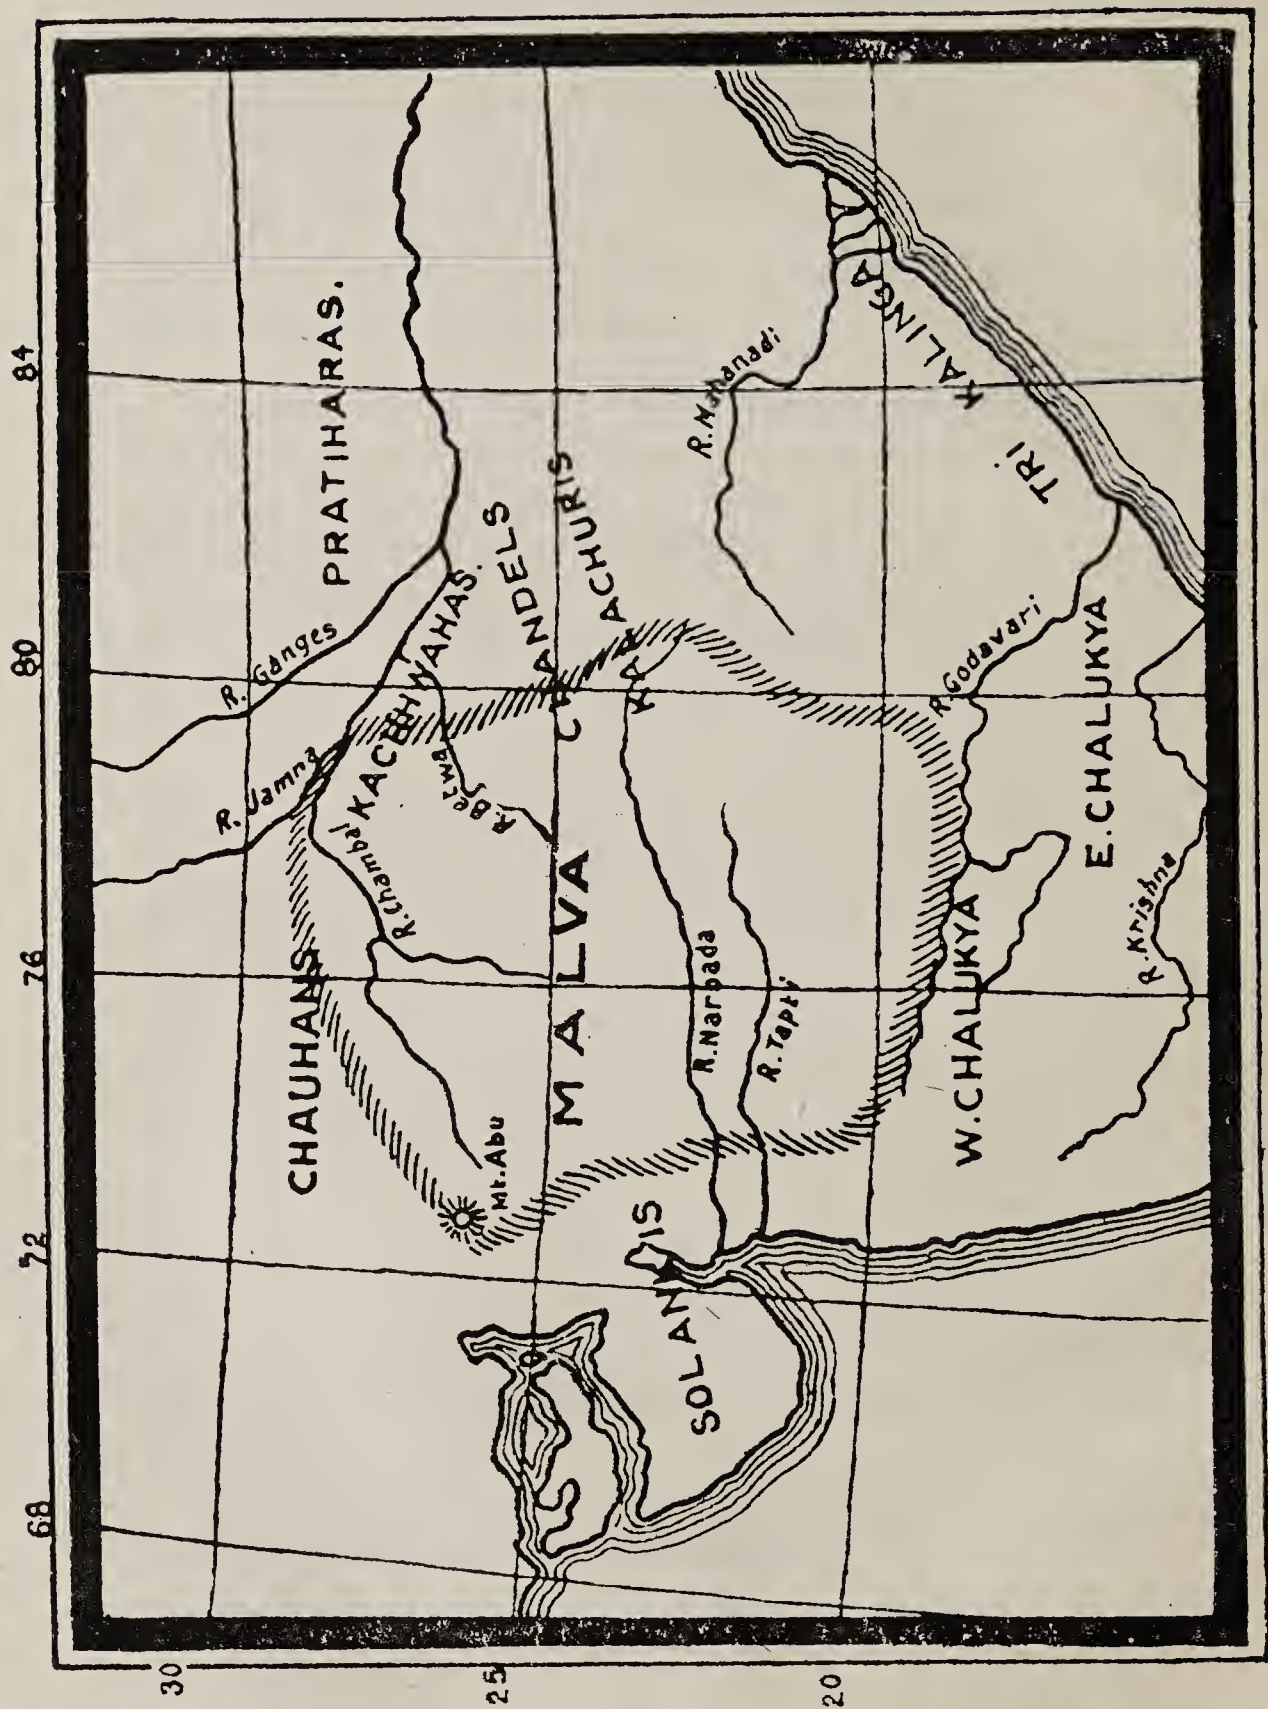 68
72
76
80
84
30
25
20
PRATIHARAS.
R. Ganges
R. Jamna
KACHHWAHAS.
CHAUHANS
R. Chambal
R. Betwa
CHANDELS
KALACHURIS
MALVA
Mt. Abu
R. Narbada
R. Tapti
R. Mahanadi
SOLANKIS
TRI KALINGA
R. Godavari
W. CHALUKYA
E. CHALUKYA
R. Krishna